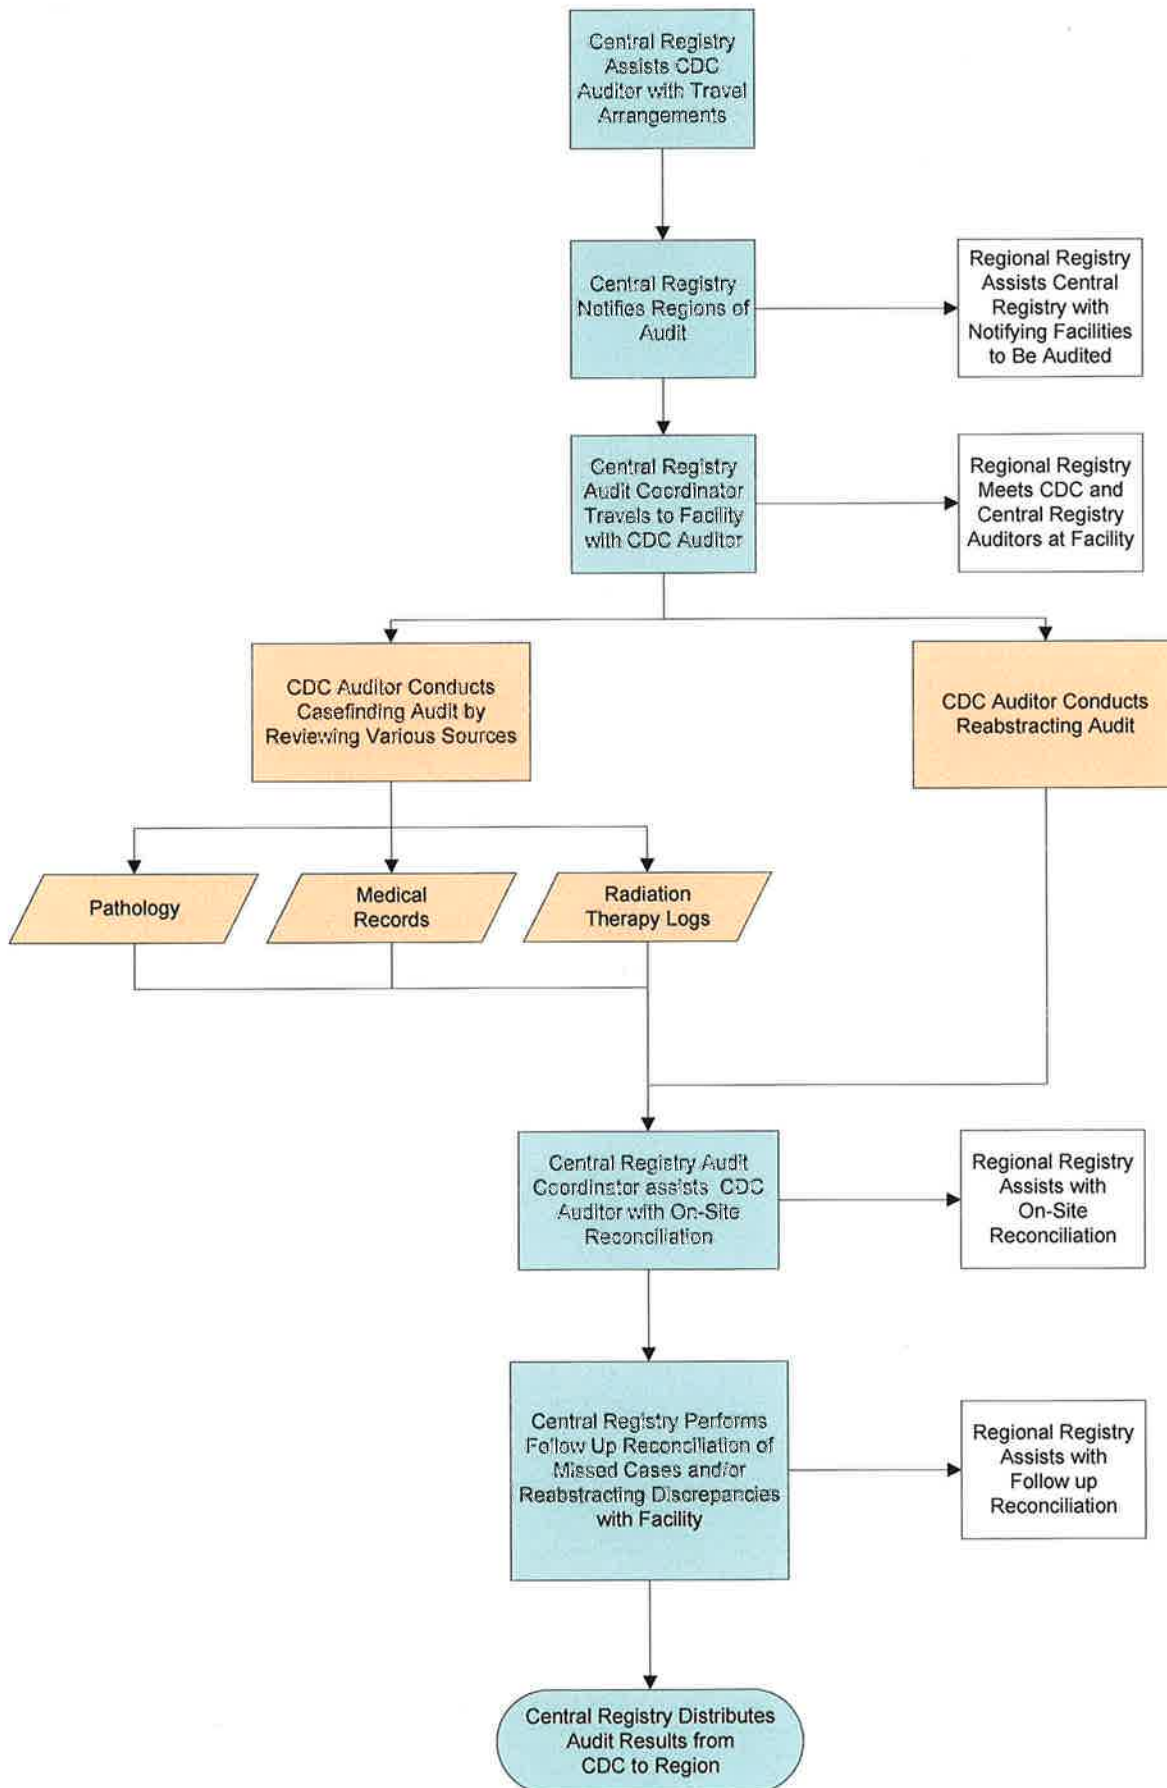 Central Registry
Assists CDC
Auditor with Travel
Arrangements
Central Registry
Notifies Regions of
Audit
Regional Registry
Assists Central
Registry with
Notifying Facilities
to Be Audited
Central Registry
Audit Coordinator
Travels to Facility
with CDC Auditor
Regional Registry
Meets CDC and
Central Registry
Auditors at Facility
CDC Auditor Conducts
Casefinding Audit by
Reviewing Various Sources
CDC Auditor Conducts
Reabstracting Audit
Pathology
Medical
Records
Radiation
Therapy Logs
Central Registry Audit
Coordinator assists CDC
Auditor with On-Site
Reconciliation
Regional Registry
Assists with
On-Site
Reconciliation
Central Registry Performs
Follow Up Reconciliation of
Missed Cases and/or
Reabstracting Discrepancies
with Facility
Regional Registry
Assists with
Follow up
Reconciliation
Central Registry Distributes
Audit Results from
CDC to Region